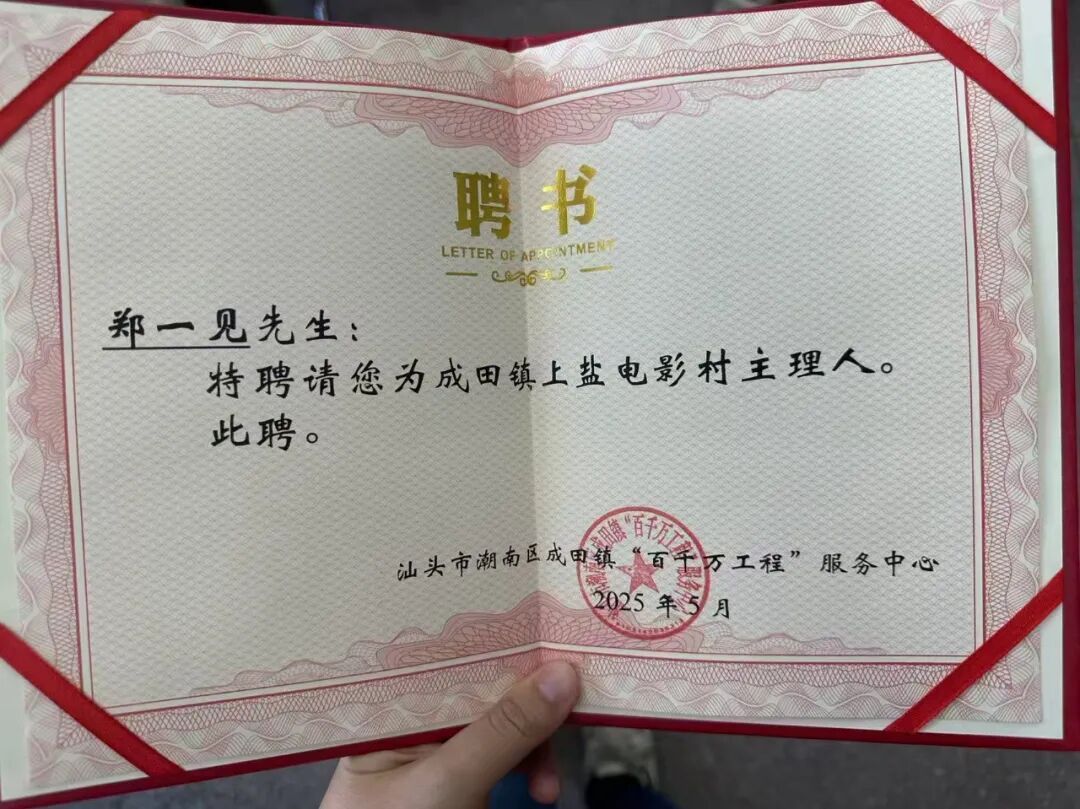 聘书
LETTER OF APPOINTMENT
郑一见先生：
特聘请您为成田镇上盐电影村主理人。
此聘。
汕头市潮南区成田镇“百千万工程”服务中心
2025年5月